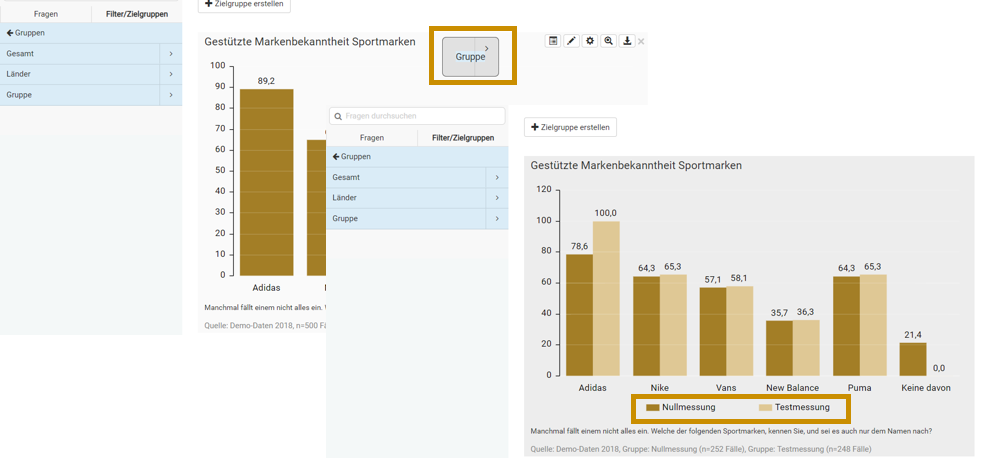 Fragen Filter/Zielgruppen
Gruppen
Gesamt
Länder
Gruppe
Zielgruppe erstellen
Gestützte Markenbekanntheit Sportmarken
Gruppe
100
90
80
70
60
50
40
30
20
10
0
89,2
Adidas
Manchmal fällt einem nicht alles ein.
Quelle: Demo-Daten 2018, n=500
Fragen durchsuchen
Fragen Filter/Zielgruppen
Gruppen
Gesamt
Länder
Gruppe
Zielgruppe erstellen
Gestützte Markenbekanntheit Sportmarken
120
100
80
60
40
20
0
78,6 100,0 64,3 65,3 57,1 58,1 35,7 36,3 64,3 65,3 21,4 0,0
Adidas Nike Vans New Balance Puma Keine davon
Nullmessung Testmessung
Manchmal fällt einem nicht alles ein. Welche der folgenden Sportmarken, kennen Sie, und sei es auch nur dem Namen nach?
Quelle: Demo-Daten 2018, Gruppe: Nullmessung (n=252 Fälle), Gruppe: Testmessung (n=248 Fälle)